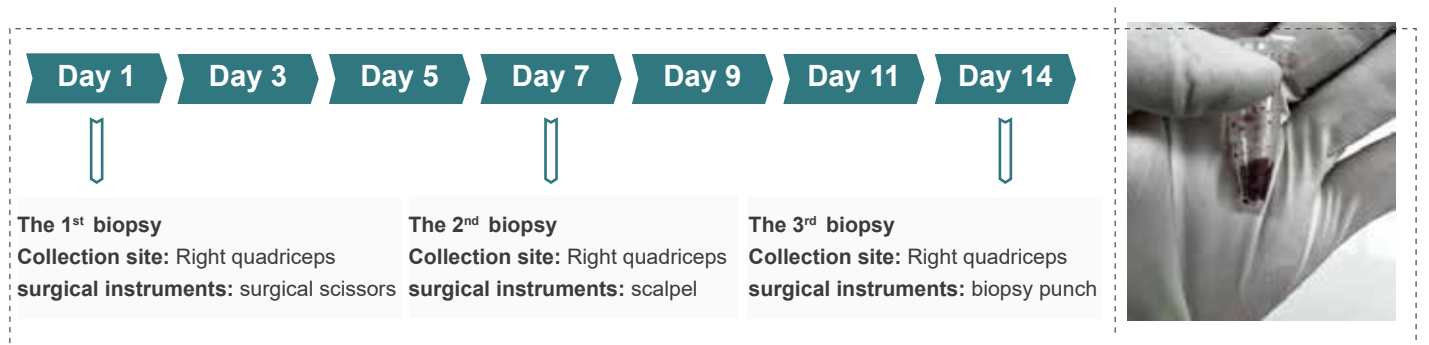 Day 1 Day 3 Day 5 Day 7 Day 9 Day 11 Day 14
The 1st biopsy
Collection site: Right quadriceps
surgical instruments: surgical scissors
The 2nd biopsy
Collection site: Right quadriceps
surgical instruments: scalpel
The 3rd biopsy
Collection site: Right quadriceps
surgical instruments: biopsy punch